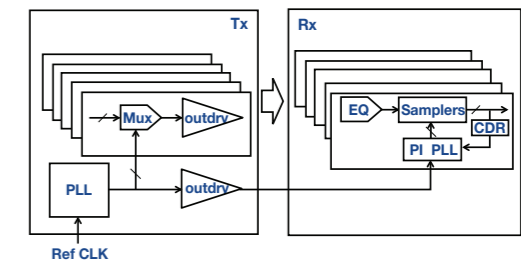 Tx
Rx
Mux
outdrv
EQ
Samplers
CDR
PI PLL
PLL
outdrv
Ref CLK